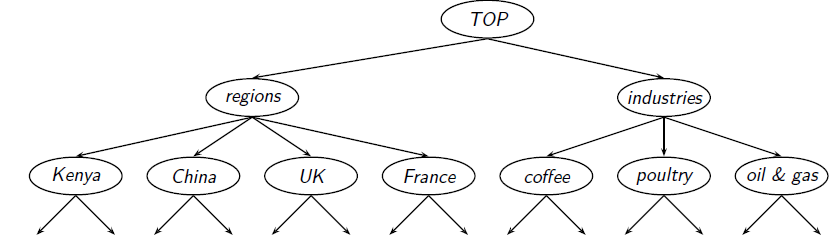 TOP
regions
industries
Kenya
China
UK
France
coffee
poultry
oil & gas